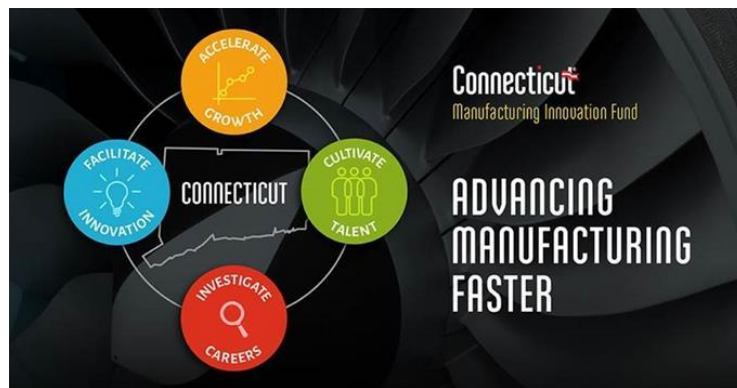 ACCELERATE
GROWTH
FACILITATE
INNOVATION
CONNECTICUT
CULTIVATE
TALENT
INVESTIGATE
CAREERS
Connecticut
Manufacturing Innovation Fund
ADVANCING
MANUFACTURING
FASTER